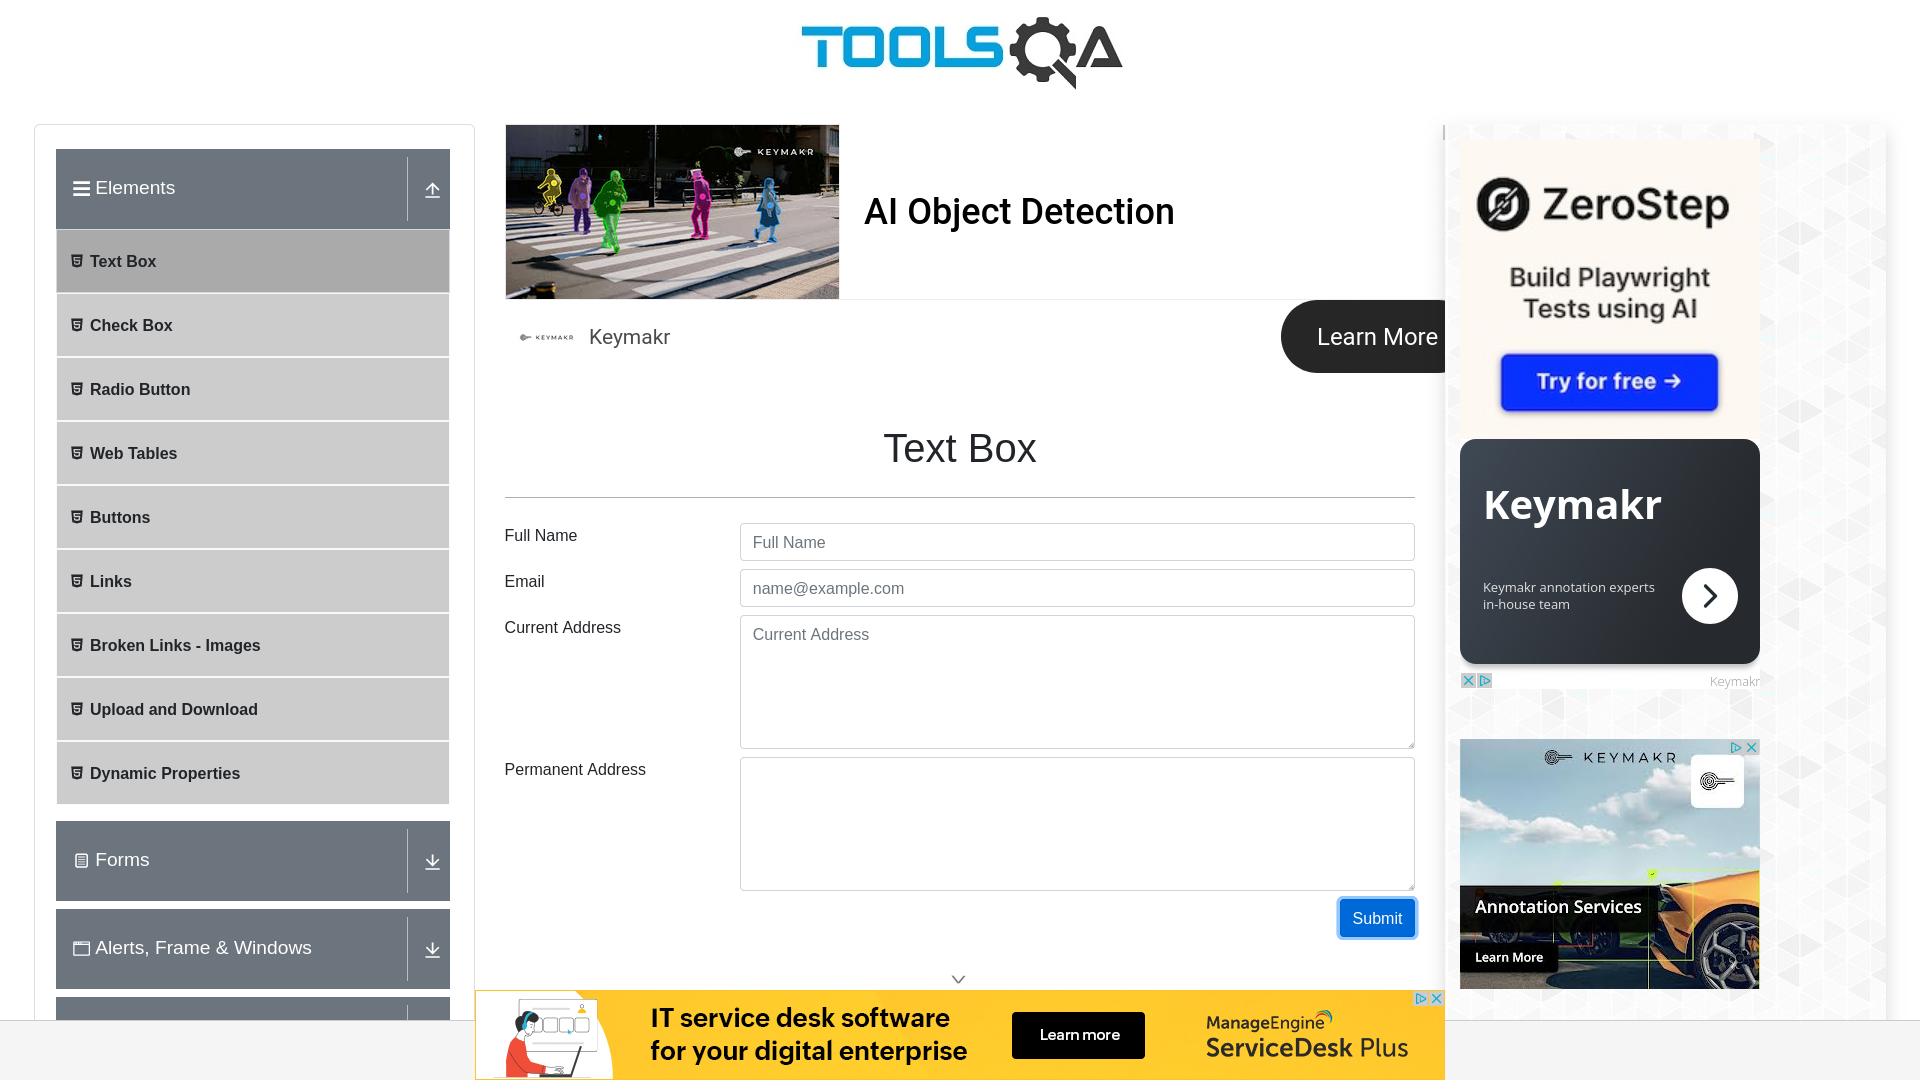 TOOLSQA
Elements
Text Box
Check Box
Radio Button
Web Tables
Buttons
Links
Broken Links - Images
Upload and Download
Dynamic Properties
Forms
Alerts, Frame & Windows
KEYMAKR
AI Object Detection
KEYMAKR
Keymakr
Learn More
Text Box
Full Name
Full Name
Email
name@example.com
Current Address
Current Address
Permanent Address
Submit
IT service desk software
for your digital enterprise
Learn more
ManageEngine
ServiceDesk Plus
ZeroStep
Build Playwright
Tests using AI
Try for free →
Keymakr
Keymakr annotation experts
in-house team
Keymakr
KEYMAKR
Annotation Services
Learn More